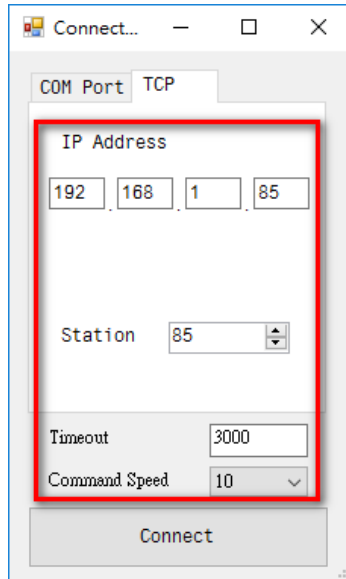 Connect...
COM Port TCP
IP Address
192 . 168 . 1 . 85
Station 85
Timeout 3000
Command Speed 10
Connect